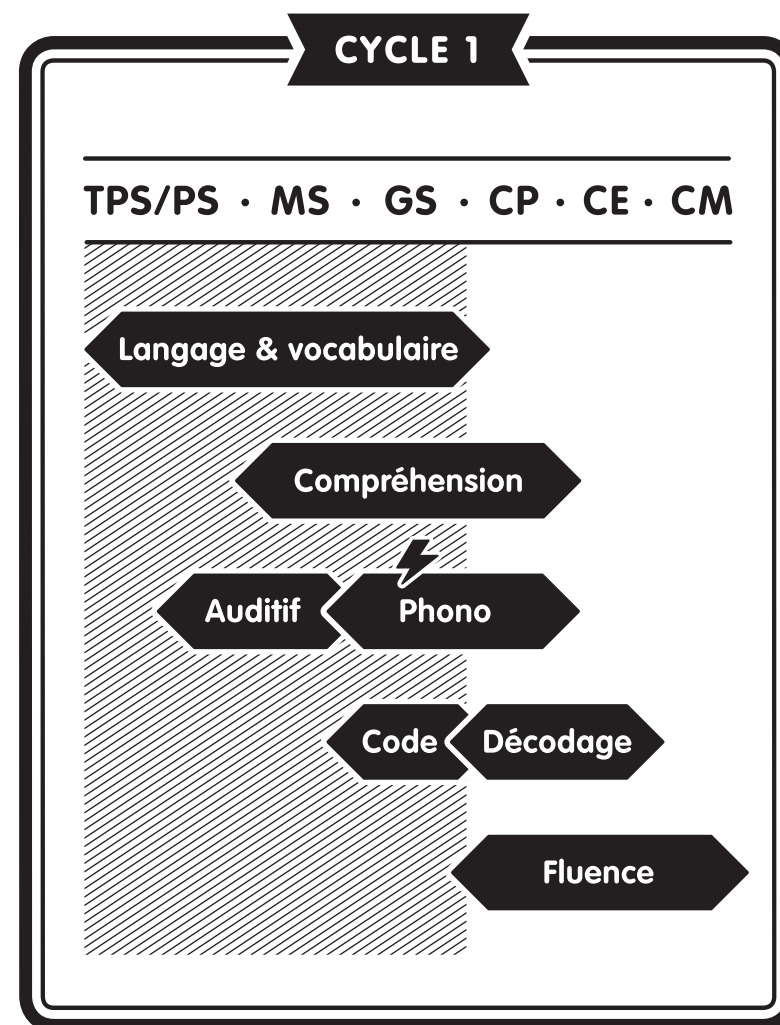 CYCLE 1
TPS/PS · MS · GS · CP · CE · CM
Langage & vocabulaire
Compréhension
Auditif Phono
Code Décodage
Fluence